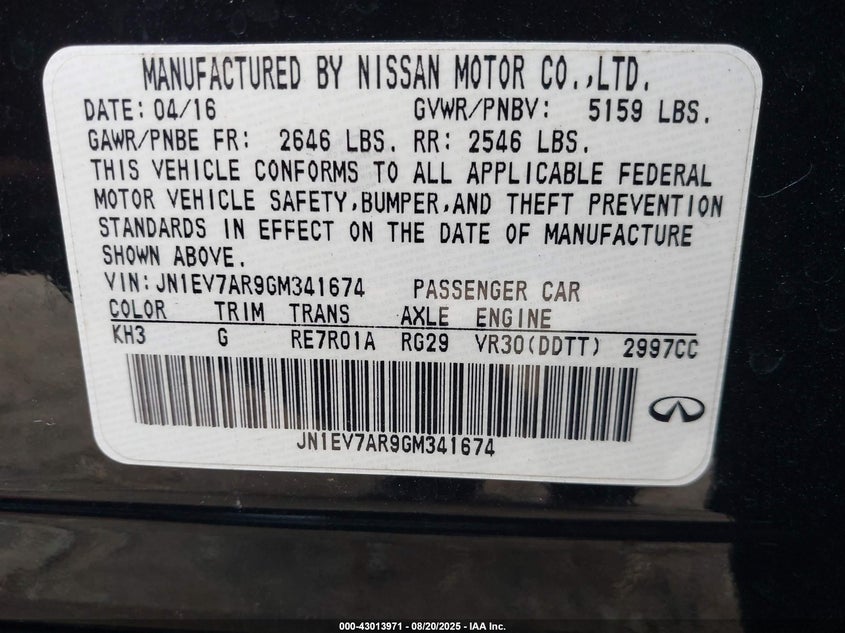 MANUFACTURED BY NISSAN MOTOR CO.,LTD.
DATE: 04/16 GVWR/PNBV: 5159 LBS.
GAWR/PNBE FR: 2646 LBS. RR: 2546 LBS.
THIS VEHICLE CONFORMS TO ALL APPLICABLE FEDERAL
MOTOR VEHICLE SAFETY,BUMPER,AND THEFT PREVENTION
STANDARDS IN EFFECT ON THE DATE OF MANUFACTURE
SHOWN ABOVE.
VIN:JN1EV7AR9GM341674 PASSENGER CAR
COLOR TRIM TRANS AXLE ENGINE
KH3 G RE7R01A RG29 VR30(DDTT) 2997CC
JN1EV7AR9GM341674
000-43013971 - 08/20/2025 - IAA Inc.